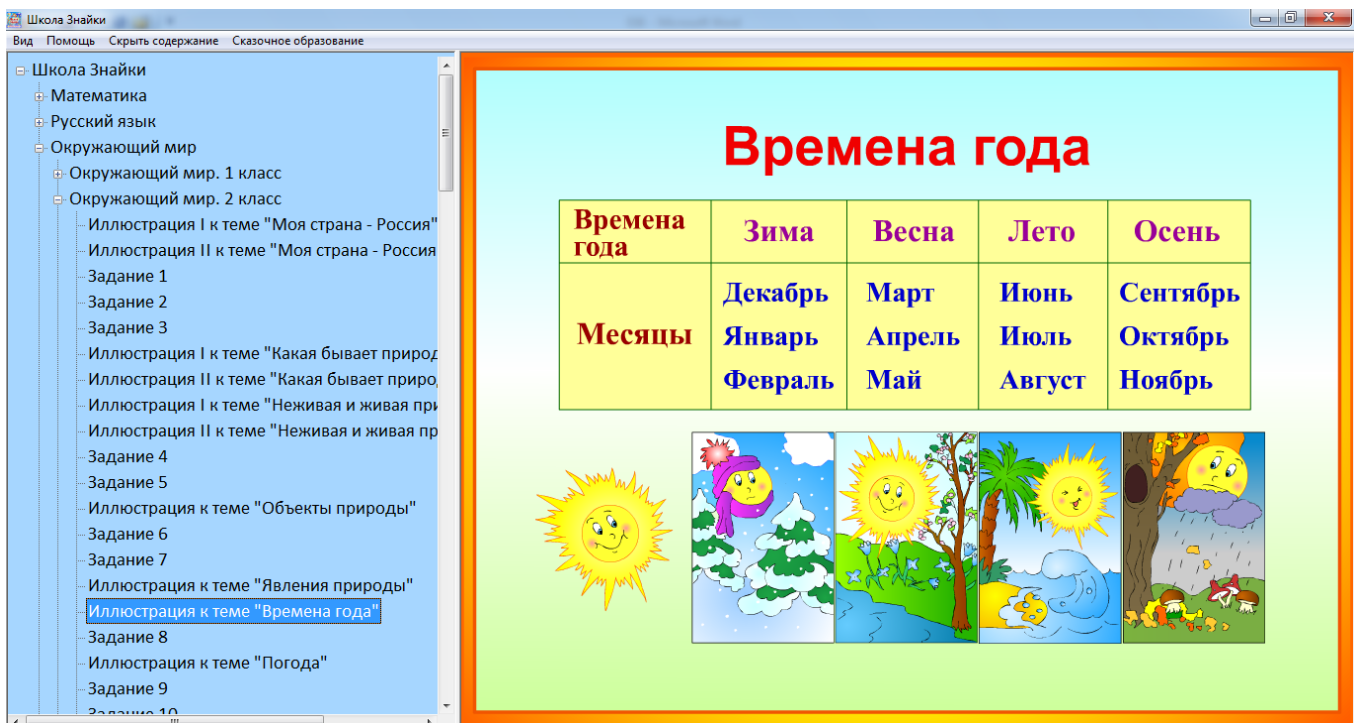 Школа Знайки
Вид Помощь Скрыть содержание Сказочное образование
Школа Знайки
Математика
Русский язык
Окружающий мир
Окружающий мир. 1 класс
Окружающий мир. 2 класс
Иллюстрация I к теме "Моя страна - Россия"
Иллюстрация II к теме "Моя страна - Россия
Задание 1
Задание 2
Задание 3
Иллюстрация I к теме "Какая бывает природ
Иллюстрация II к теме "Какая бывает приро
Иллюстрация I к теме "Неживая и живая при
Иллюстрация II к теме "Неживая и живая пр
Задание 4
Задание 5
Иллюстрация к теме "Объекты природы"
Задание 6
Задание 7
Иллюстрация к теме "Явления природы"
Иллюстрация к теме "Времена года"
Задание 8
Иллюстрация к теме "Погода"
Задание 9
Задание 10
Времена года
Времена года Зима Весна Лето Осень
Месяцы
Декабрь Март Июнь Сентябрь
Январь Апрель Июль Октябрь
Февраль Май Август Ноябрь